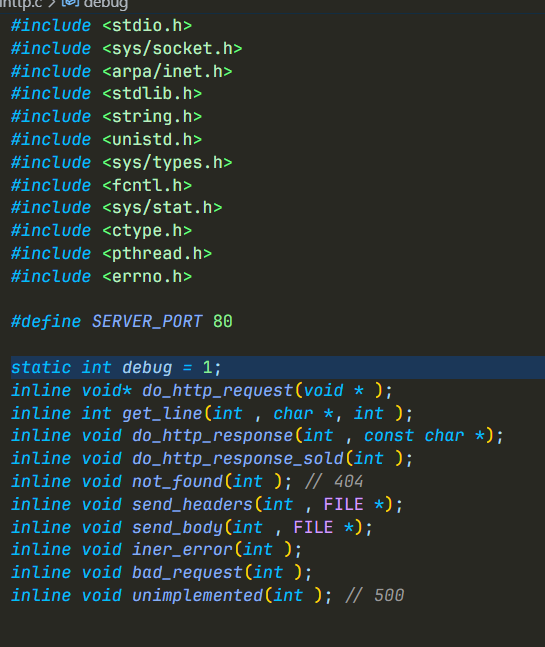 http.c > debug
#include <stdio.h>
#include <sys/socket.h>
#include <arpa/inet.h>
#include <stdlib.h>
#include <string.h>
#include <unistd.h>
#include <sys/types.h>
#include <fcntl.h>
#include <sys/stat.h>
#include <ctype.h>
#include <pthread.h>
#include <errno.h>
#define SERVER_PORT 80
static int debug = 1;
inline void* do_http_request(void * );
inline int get_line(int , char *, int );
inline void do_http_response(int , const char *);
inline void do_http_response_sold(int );
inline void not_found(int ); // 404
inline void send_headers(int , FILE *);
inline void send_body(int , FILE *);
inline void iner_error(int );
inline void bad_request(int );
inline void unimplemented(int ); // 500